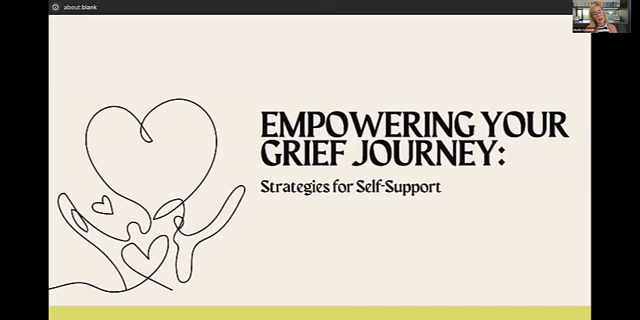 about:blank
EMPOWERING YOUR
GRIEF JOURNEY:
Strategies for Self-Support